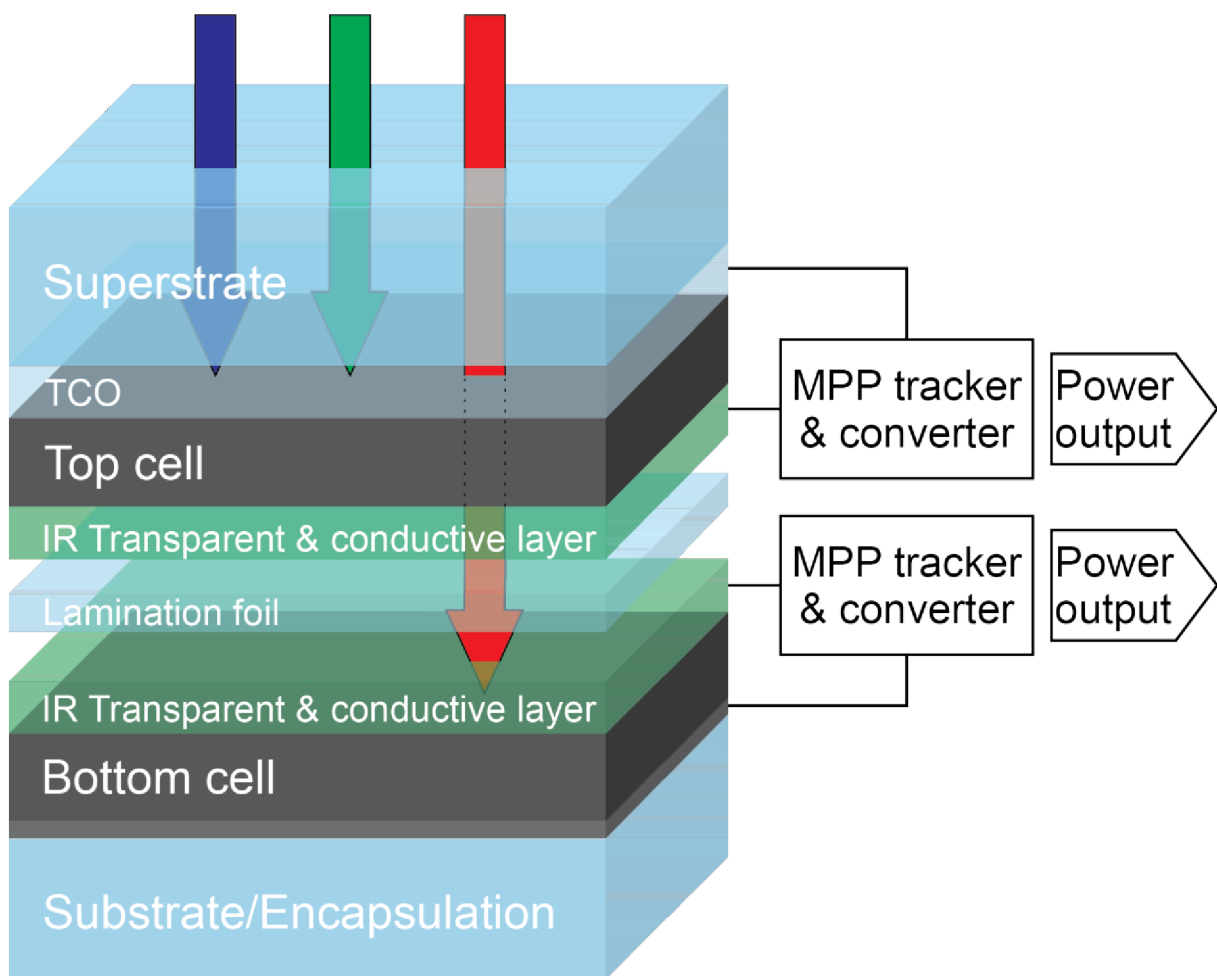 Superstrate
TCO
Top cell
IR Transparent & conductive layer
Lamination foil
IR Transparent & conductive layer
Bottom cell
Substrate/Encapsulation
MPP tracker
& converter
Power
output
MPP tracker
& converter
Power
output